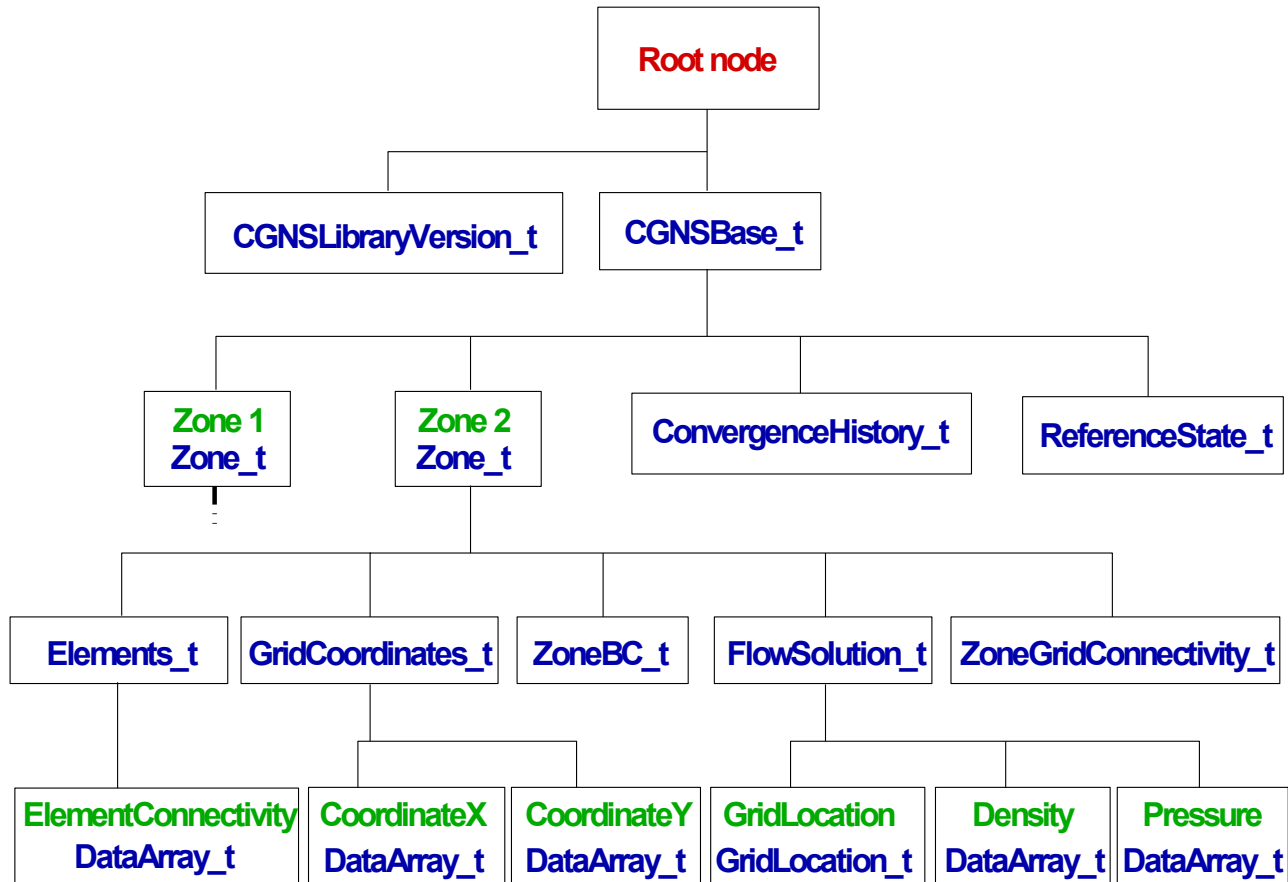 Root node
CGNSLibraryVersion_t
CGNSBase_t
Zone 1
Zone_t
Zone 2
Zone_t
ConvergenceHistory_t
ReferenceState_t
Elements_t
GridCoordinates_t
ZoneBC_t
FlowSolution_t
ZoneGridConnectivity_t
ElementConnectivity
DataArray_t
CoordinateX
DataArray_t
CoordinateY
DataArray_t
GridLocation
GridLocation_t
Density
DataArray_t
Pressure
DataArray_t